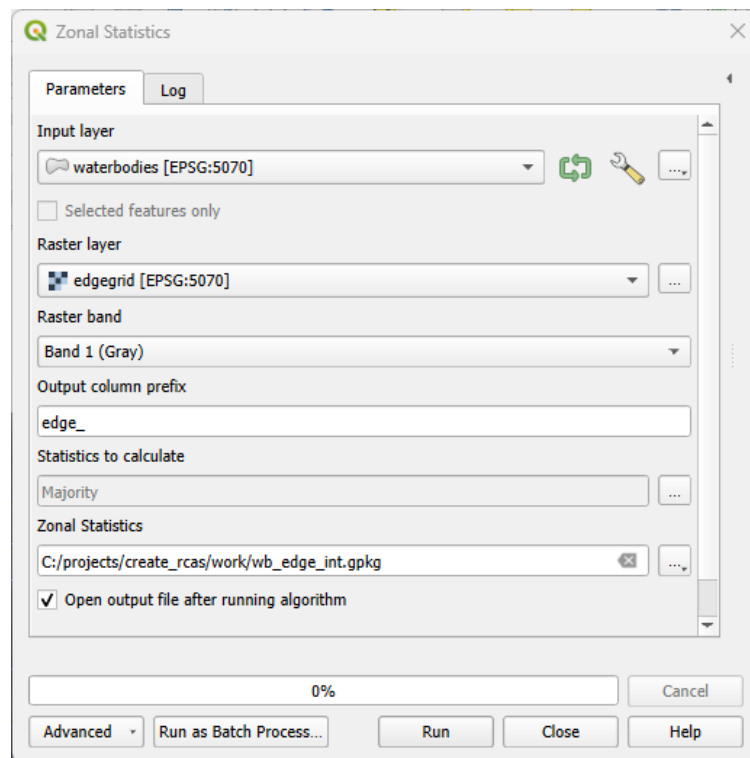 Zonal Statistics
Parameters Log
Input layer
waterbodies [EPSG:5070]
...
Selected features only
Raster layer
edgegrid [EPSG:5070]
...
Raster band
Band 1 (Gray)
Output column prefix
edge_
Statistics to calculate
Majority
...
Zonal Statistics
C:/projects/create_rcas/work/wb_edge_int.gpkg
...
Open output file after running algorithm
0%
Cancel
Advanced Run as Batch Process... Run Close Help